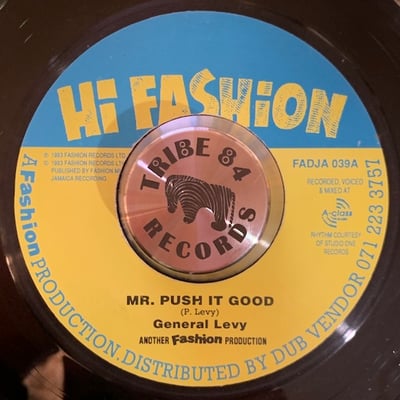 Hi FASHiON
℗ 1993 FASHION RECORDS LTD
© 1993 FASHION RECORDS LTD
PUBLISHED BY FASHION M
JAMAICA RECORDING
FADJA 039A
RECORDED, VOICED
& MIXED AT
A-class
RHYTHM COURTESY
OF STUDIO ONE
RECORDS
TRIBE 84
RECORDS
MR. PUSH IT GOOD
(P. Levy)
General Levy
ANOTHER Fashion PRODUCTION
A Fashion PRODUCTION. DISTRIBUTED BY DUB VENDOR 071 223 3757